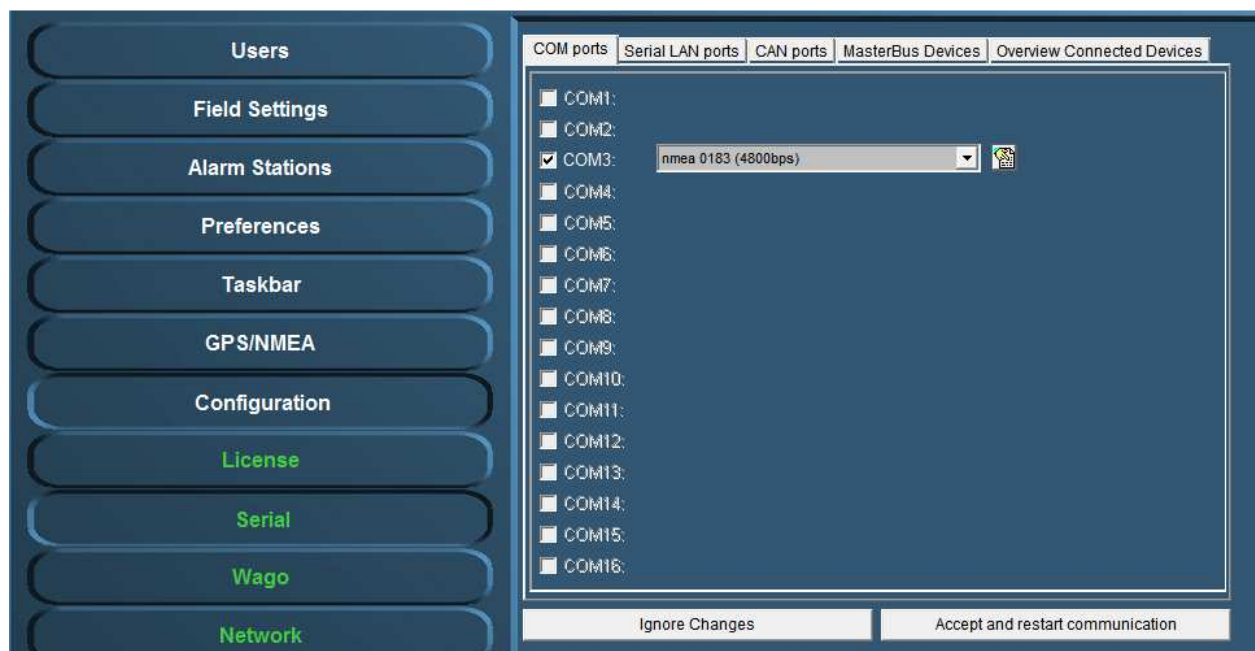 Users
Field Settings
Alarm Stations
Preferences
Taskbar
GPS/NMEA
Configuration
License
Serial
Wago
Network
COM ports
Serial LAN ports
CAN ports
MasterBus Devices
Overview Connected Devices
COM1:
COM2:
COM3: nmea 0183 (4800bps)
COM4:
COM5:
COM6:
COM7:
COM8:
COM9:
COM10:
COM11:
COM12:
COM13:
COM14:
COM15:
COM16:
Ignore Changes
Accept and restart communication